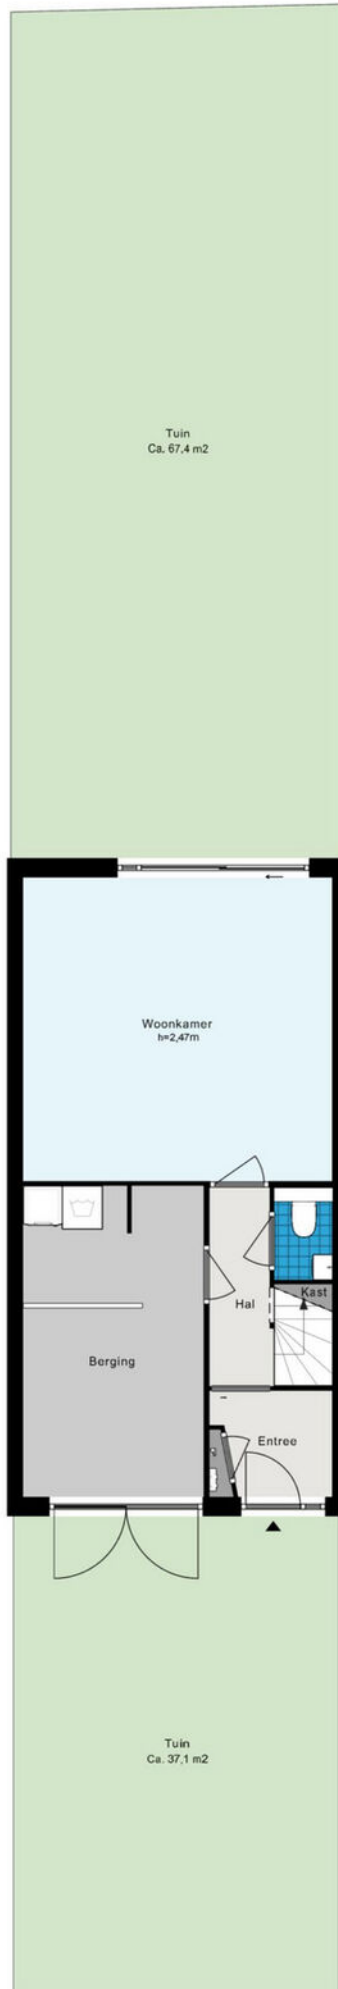 Tuin
Ca. 67,4 m2
Woonkamer
h=2,47m
Kast
Hal
Berging
Entree
Tuin
Ca. 37,1 m2